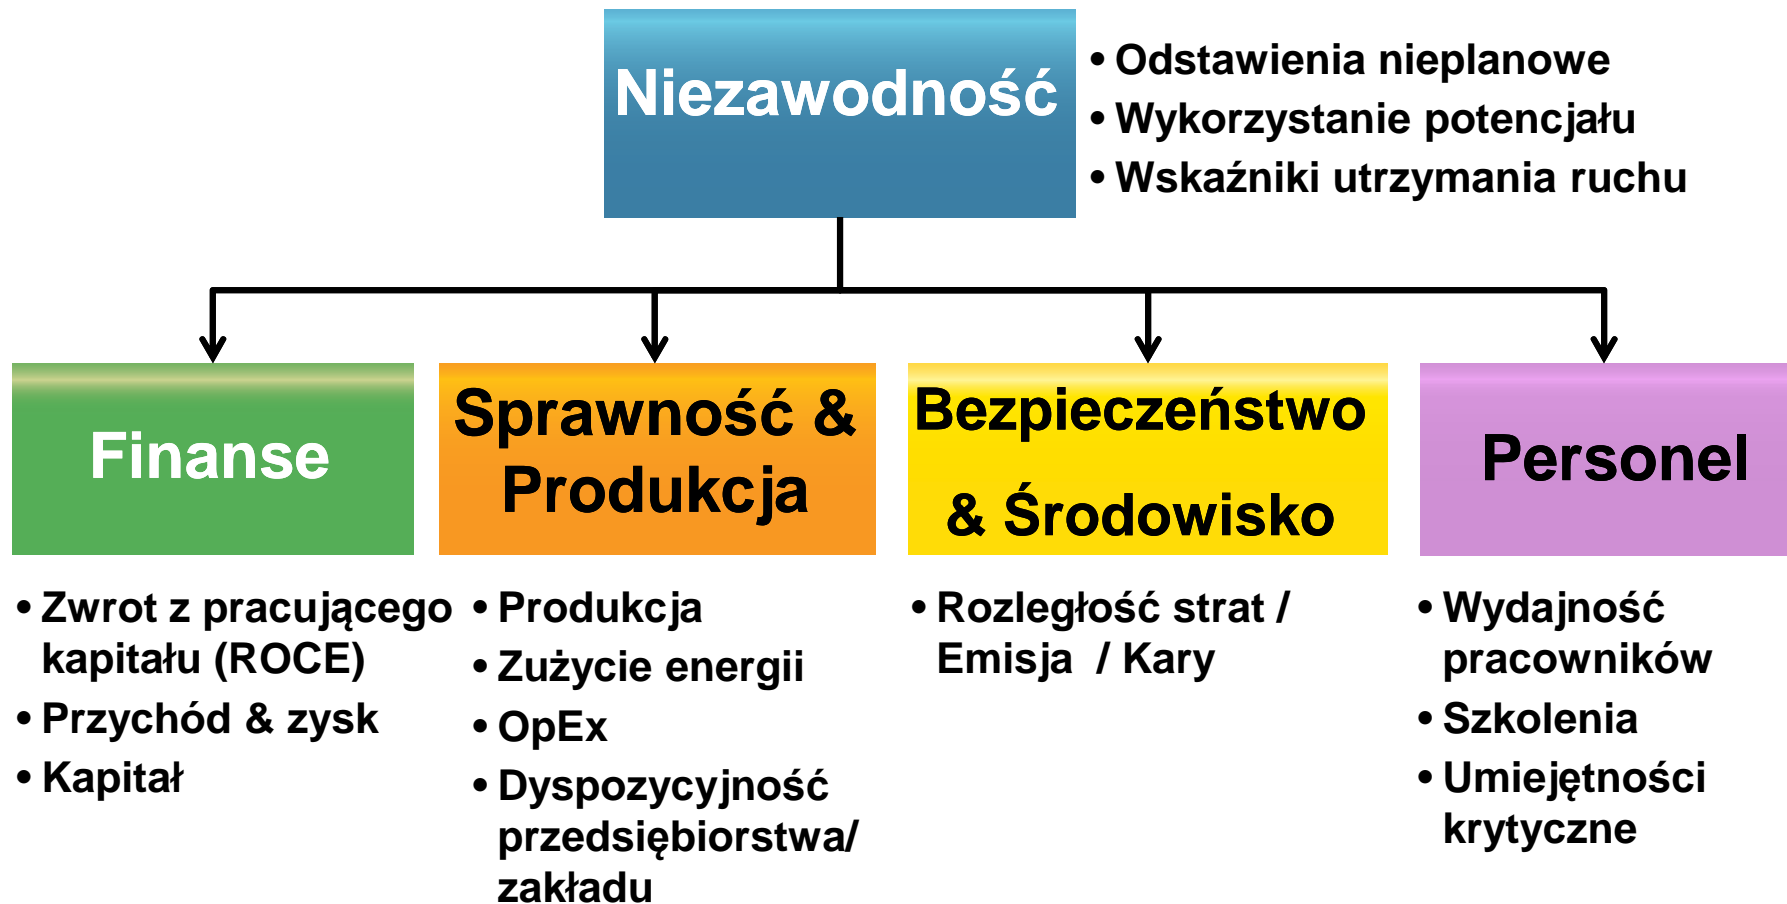 Niezawodność
• Odstawienia nieplanowe
• Wykorzystanie potencjału
• Wskaźniki utrzymania ruchu
Finanse
• Zwrot z pracującego
kapitału (ROCE)
• Przychód & zysk
• Kapitał
Sprawność &
Produkcja
• Produkcja
• Zużycie energii
• OpEx
• Dyspozycyjność
przedsiębiorstwa/
zakładu
Bezpieczeństwo
& Środowisko
• Rozległość strat /
Emisja / Kary
Personel
• Wydajność
pracowników
• Szkolenia
• Umiejętności
krytyczne